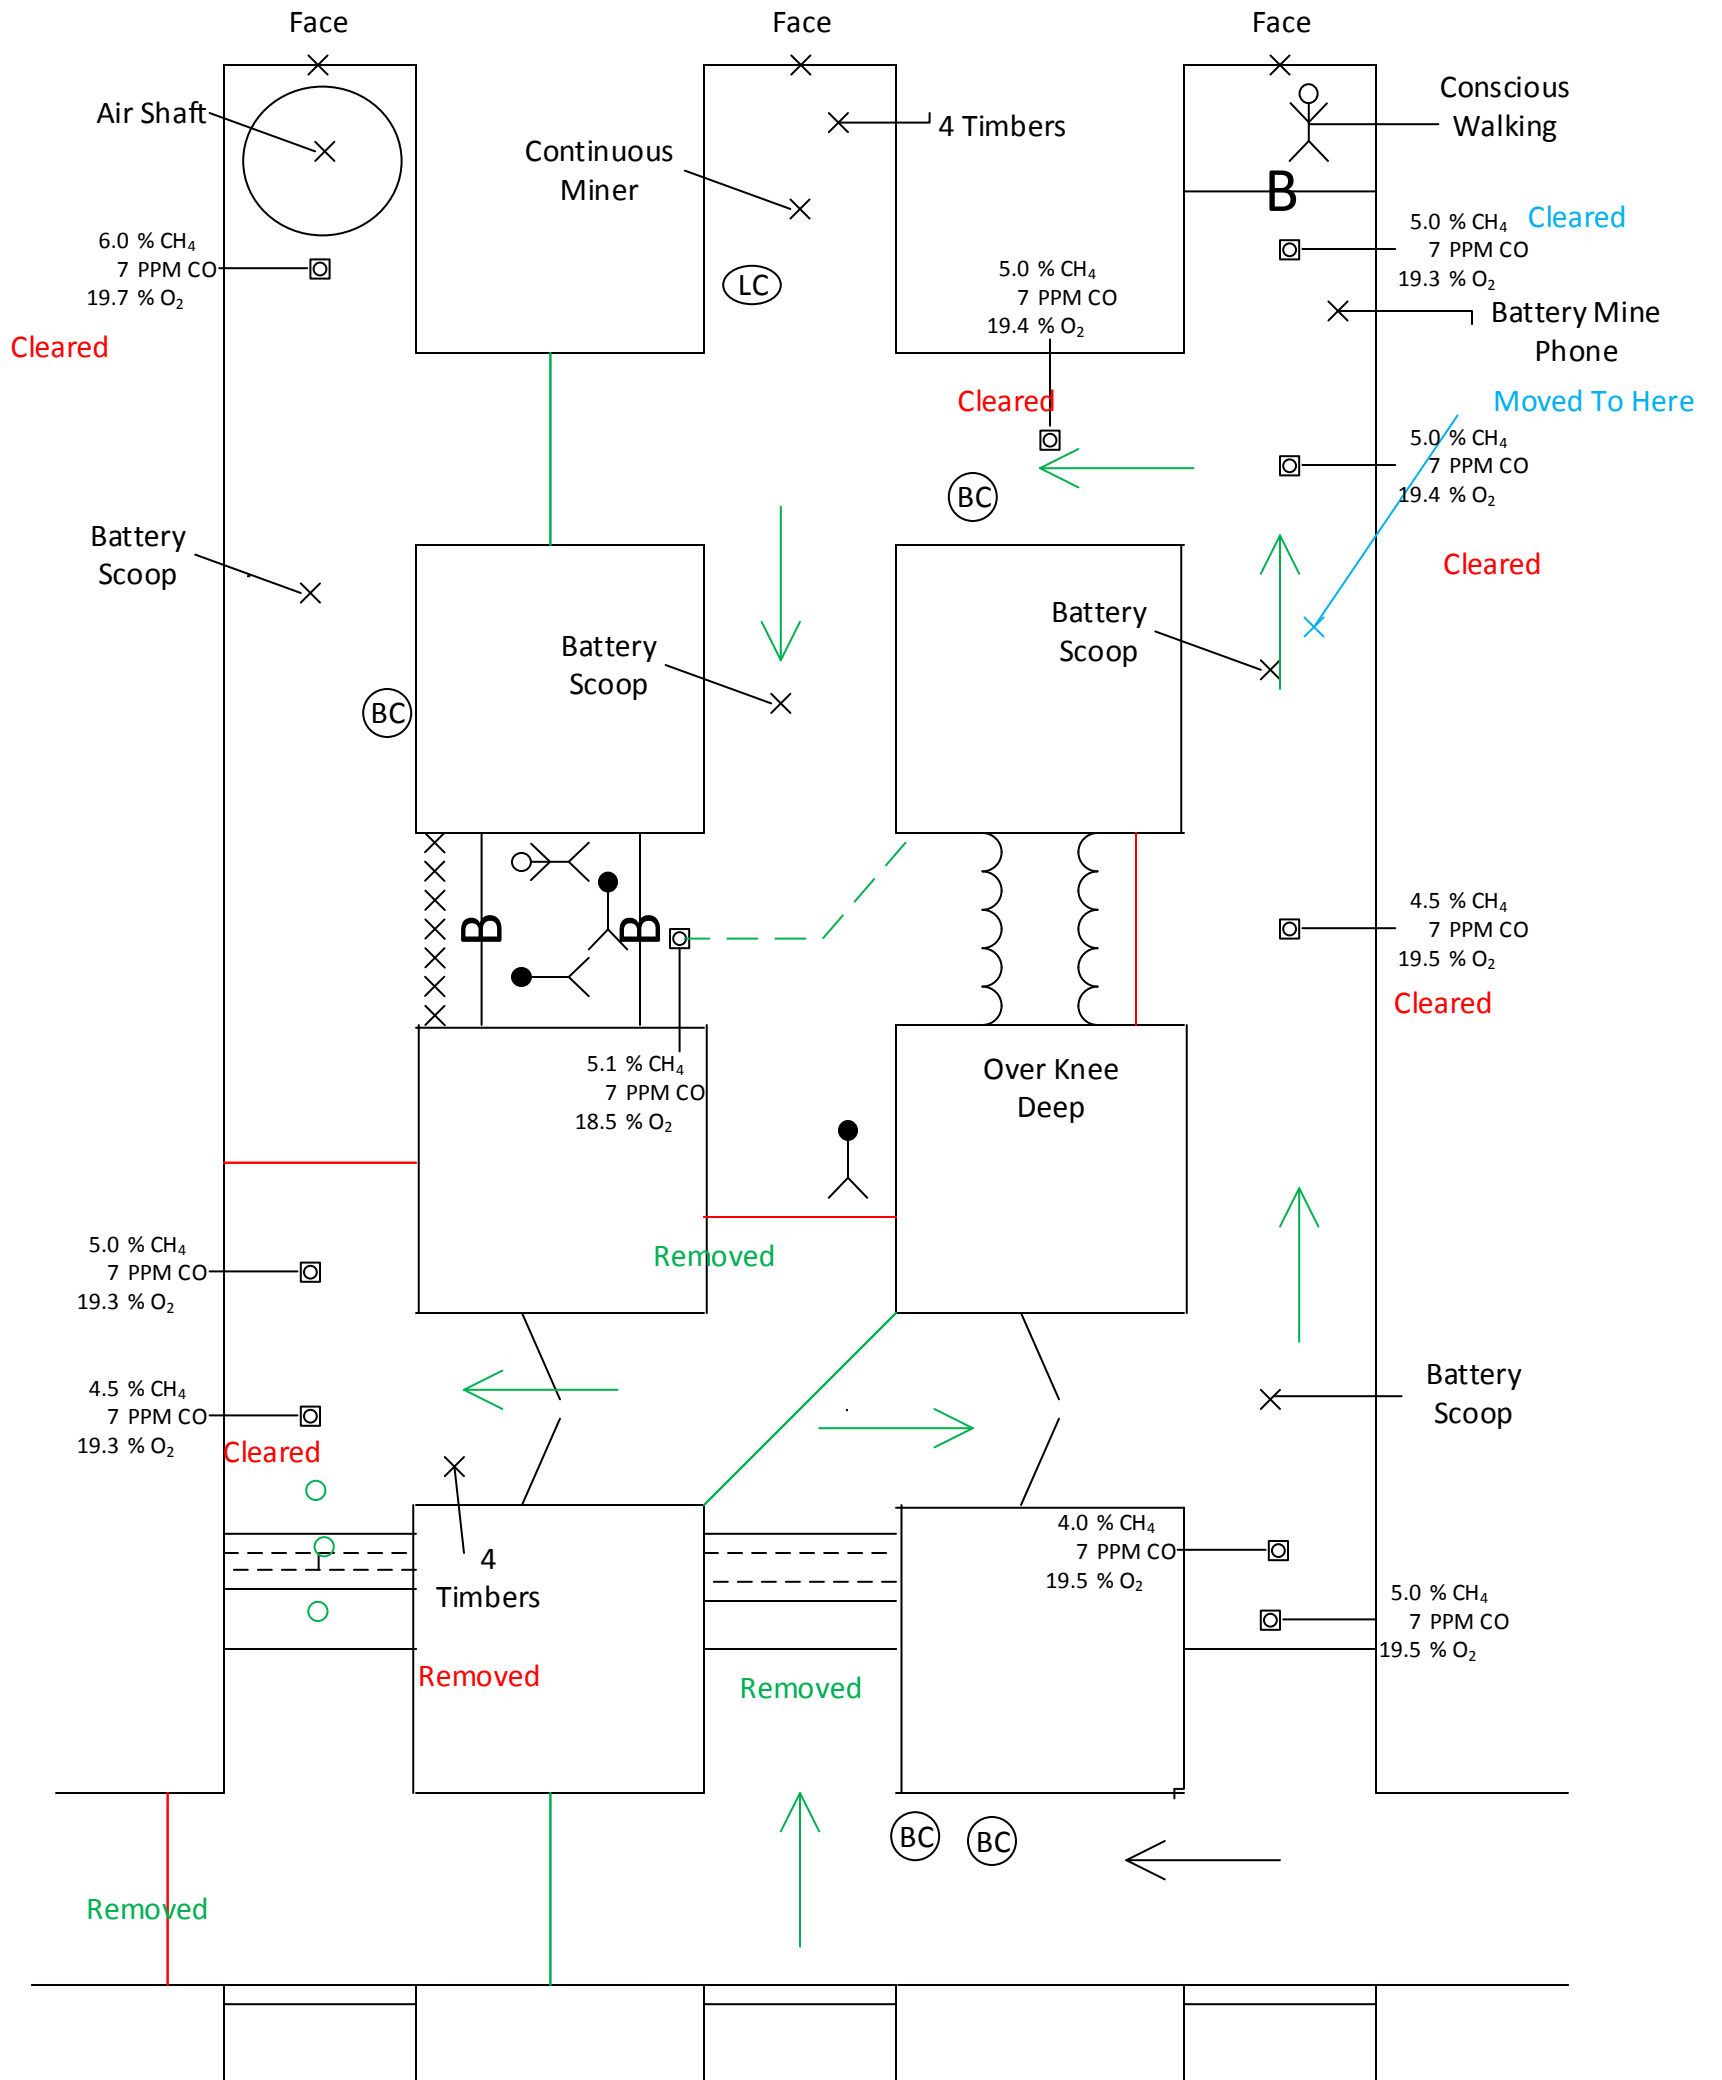 Face
Face
Face
Air Shaft
Conscious
Walking
4 Timbers
Continuous
Miner
B
Cleared
6.0 % CH₄
7 PPM CO
19.7 % O₂
5.0 % CH₄
7 PPM CO
19.3 % O₂
LC
5.0 % CH₄
7 PPM CO
19.4 % O₂
Battery Mine
Phone
Cleared
Cleared
Moved To Here
5.0 % CH₄
7 PPM CO
19.4 % O₂
BC
Battery
Scoop
Cleared
Battery
Scoop
Battery
Scoop
BC
B
B
4.5 % CH₄
7 PPM CO
19.5 % O₂
Cleared
5.1 % CH₄
7 PPM CO
18.5 % O₂
Over Knee
Deep
5.0 % CH₄
7 PPM CO
19.3 % O₂
Removed
4.5 % CH₄
7 PPM CO
19.3 % O₂
Cleared
Battery
Scoop
4
Timbers
4.0 % CH₄
7 PPM CO
19.5 % O₂
5.0 % CH₄
7 PPM CO
19.5 % O₂
Removed
Removed
BC
BC
Removed